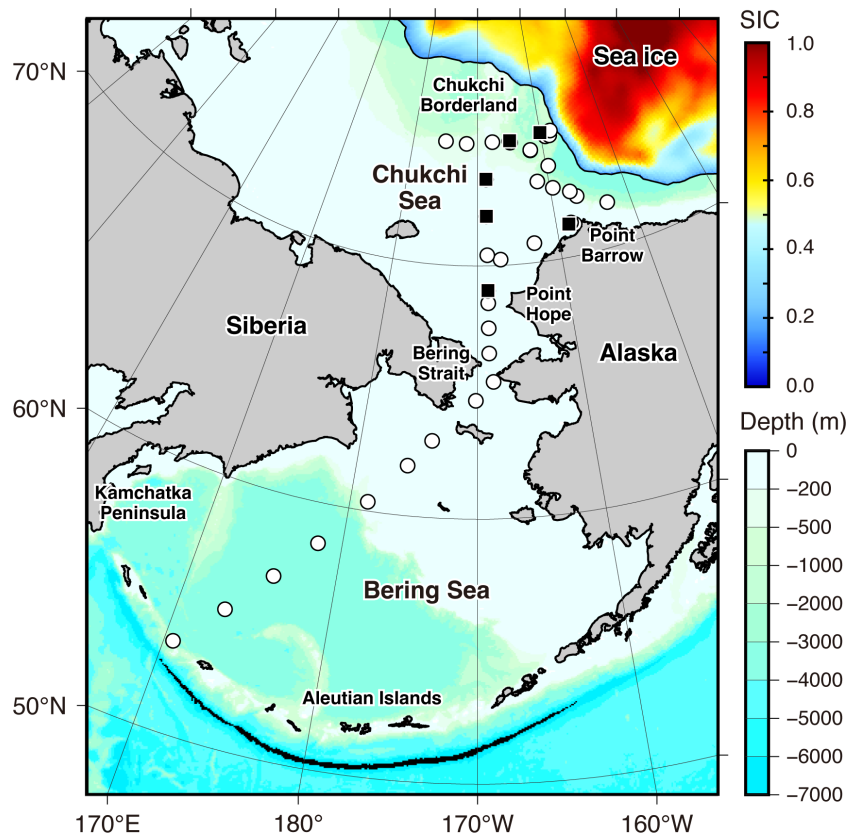 SIC
70°N
Sea ice
1.0
Chukchi
Borderland
0.8
Chukchi
Sea
0.6
Point
Barrow
0.4
Point
Hope
Siberia
0.2
Bering
Strait
Alaska
0.0
60°N
Depth (m)
0
−200
Kamchatka
Peninsula
−500
−1000
Bering Sea
−2000
−3000
Aleutian Islands
−4000
50°N
−5000
−6000
−7000
170°E
180°
170°W
160°W